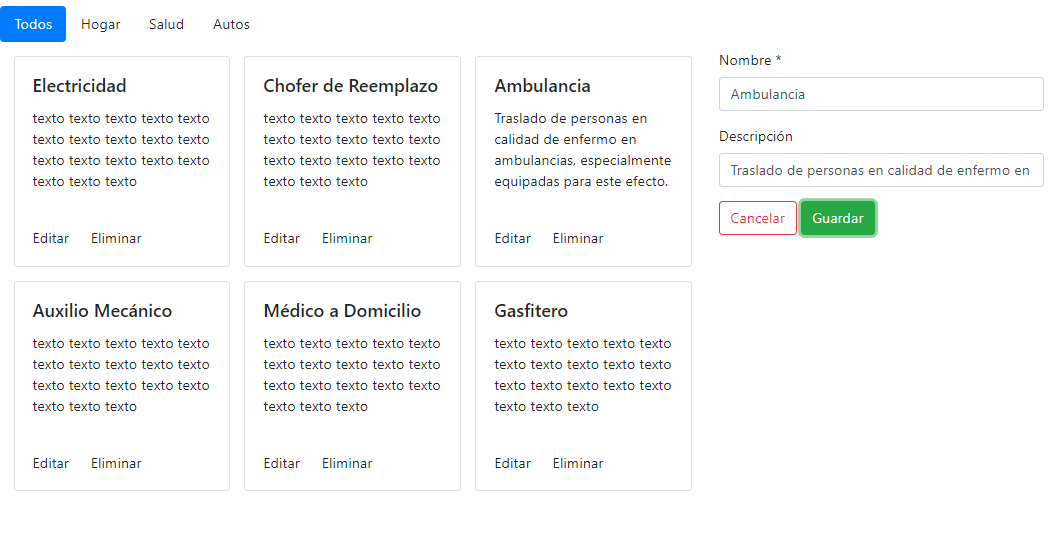 Todos Hogar Salud Autos
Electricidad
texto texto texto texto texto
texto texto texto texto texto
texto texto texto texto texto
texto texto texto
Editar Eliminar
Chofer de Reemplazo
texto texto texto texto texto
texto texto texto texto texto
texto texto texto texto texto
texto texto texto
Editar Eliminar
Ambulancia
Traslado de personas en
calidad de enfermo en
ambulancias, especialmente
equipadas para este efecto.
Editar Eliminar
Auxilio Mecánico
texto texto texto texto texto
texto texto texto texto texto
texto texto texto texto texto
texto texto texto
Editar Eliminar
Médico a Domicilio
texto texto texto texto texto
texto texto texto texto texto
texto texto texto texto texto
texto texto texto
Editar Eliminar
Gasfitero
texto texto texto texto texto
texto texto texto texto texto
texto texto texto texto texto
texto texto texto
Editar Eliminar
Nombre *
Ambulancia
Descripción
Traslado de personas en calidad de enfermo en
Cancelar Guardar